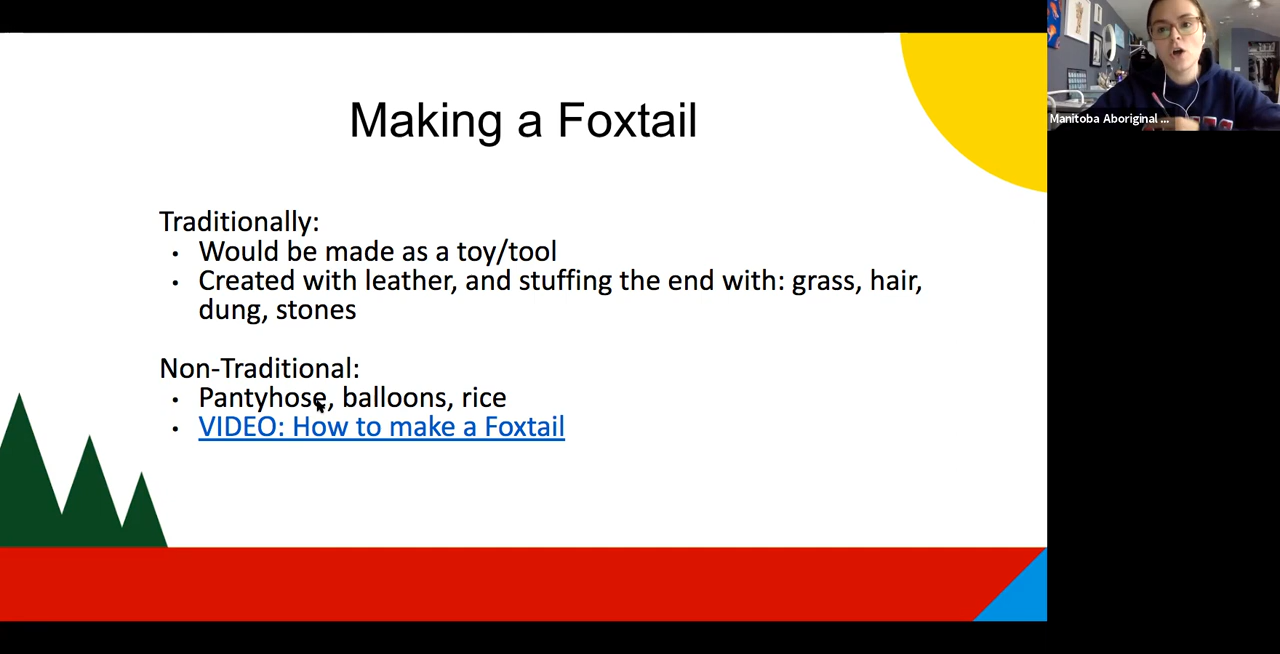 Making a Foxtail
Manitoba Aboriginal ...
Traditionally:
• Would be made as a toy/tool
• Created with leather, and stuffing the end with: grass, hair,
dung, stones
Non-Traditional:
• Pantyhose, balloons, rice
• VIDEO: How to make a Foxtail